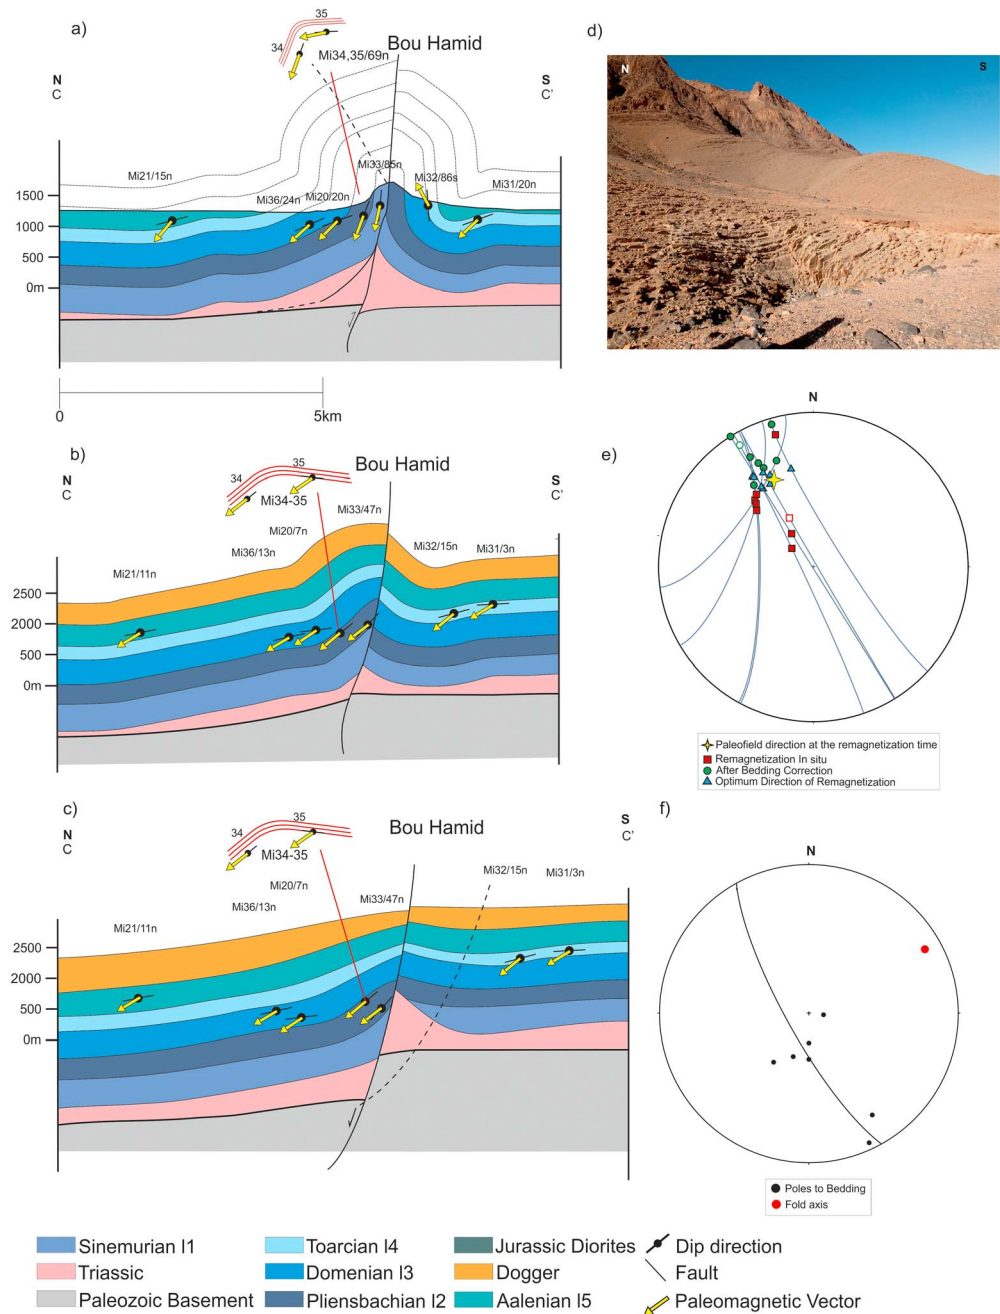 a)
35
34
Bou Hamid
Mi34,35/69n
N
C
S
C'
Mi21/15n
Mi36/24n
Mi20/20n
Mi33/85n
Mi32/86s
Mi31/20n
1500
1000
500
0m
0
5km
b)
35
34
Bou Hamid
N
C
S
C'
Mi34-35
Mi33/47n
Mi20/7n
Mi36/13n
Mi32/15n
Mi31/3n
Mi21/11n
2500
2000
500
0m
c)
35
34
Bou Hamid
N
C
S
C'
Mi34-35
Mi32/15n
Mi31/3n
Mi20/7n
Mi36/13n
Mi33/47n
Mi21/11n
2500
2000
500
0m
d)
N
S
e)
N
Paleofield direction at the remagnetization time
Remagnetization In situ
After Bedding Correction
Optimum Direction of Remagnetization
f)
N
Poles to Bedding
Fold axis
Sinemurian l1
Toarcian l4
Jurassic Diorites
Dip direction
Triassic
Domenian l3
Dogger
Fault
Paleozoic Basement
Pliensbachian l2
Aalenian l5
Paleomagnetic Vector